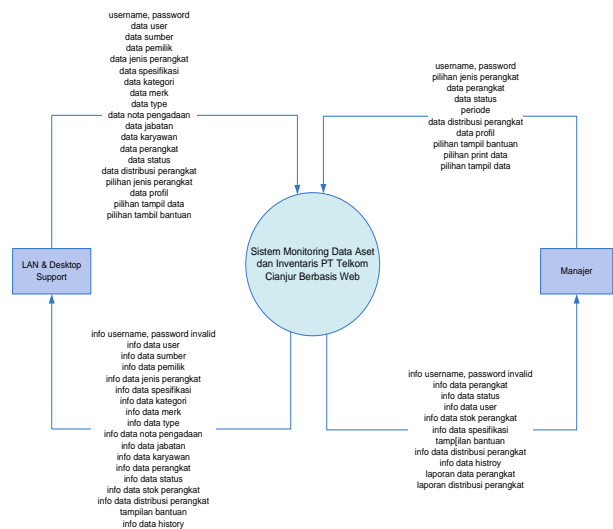 username, password
data user
data sumber
data pemilik
data jenis perangkat
data spesifikasi
data kategori
data merk
data type
data nota pengadaan
data jabatan
data karyawan
data perangkat
data status
data distribusi perangkat
pilihan jenis perangkat
data profil
pilihan tampil data
pilihan tambil bantuan
username, password
pilihan jenis perangkat
data perangkat
data status
periode
data distribusi perangkat
data profil
pilihan tampil bantuan
pilihan print data
pilihan tampil data
LAN & Desktop
Support
Sistem Monitoring Data Aset
dan Inventaris PT Telkom
Cianjur Berbasis Web
Manajer
info username, password invalid
info data user
info data sumber
info data pemilik
info data jenis perangkat
info data spesifikasi
info data kategori
info data merk
info data type
info data nota pengadaan
info data jabatan
info data karyawan
info data perangkat
info data status
info data stok perangkat
info data distribusi perangkat
tampilan bantuan
info data history
info username, password invalid
info data perangkat
info data status
info data user
info data stok perangkat
info data spesifikasi
tamp[ilan bantuan
info data distribusi perangkat
info data histroy
laporan data perangkat
laporan distribusi perangkat